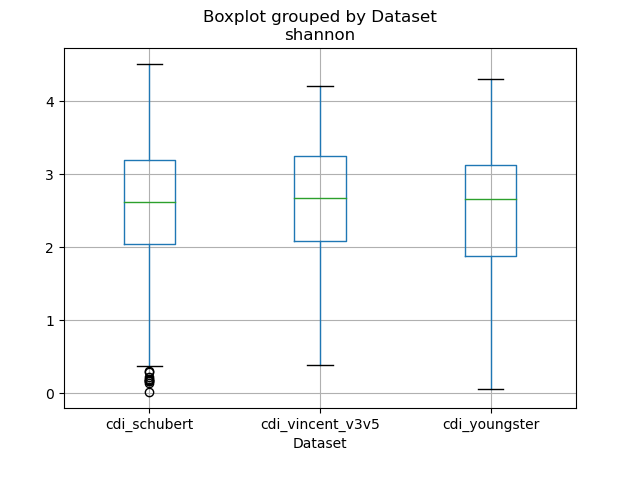 Boxplot grouped by Dataset
shannon
4
3
2
1
0
cdi_schubert
cdi_vincent_v3v5
cdi_youngster
Dataset